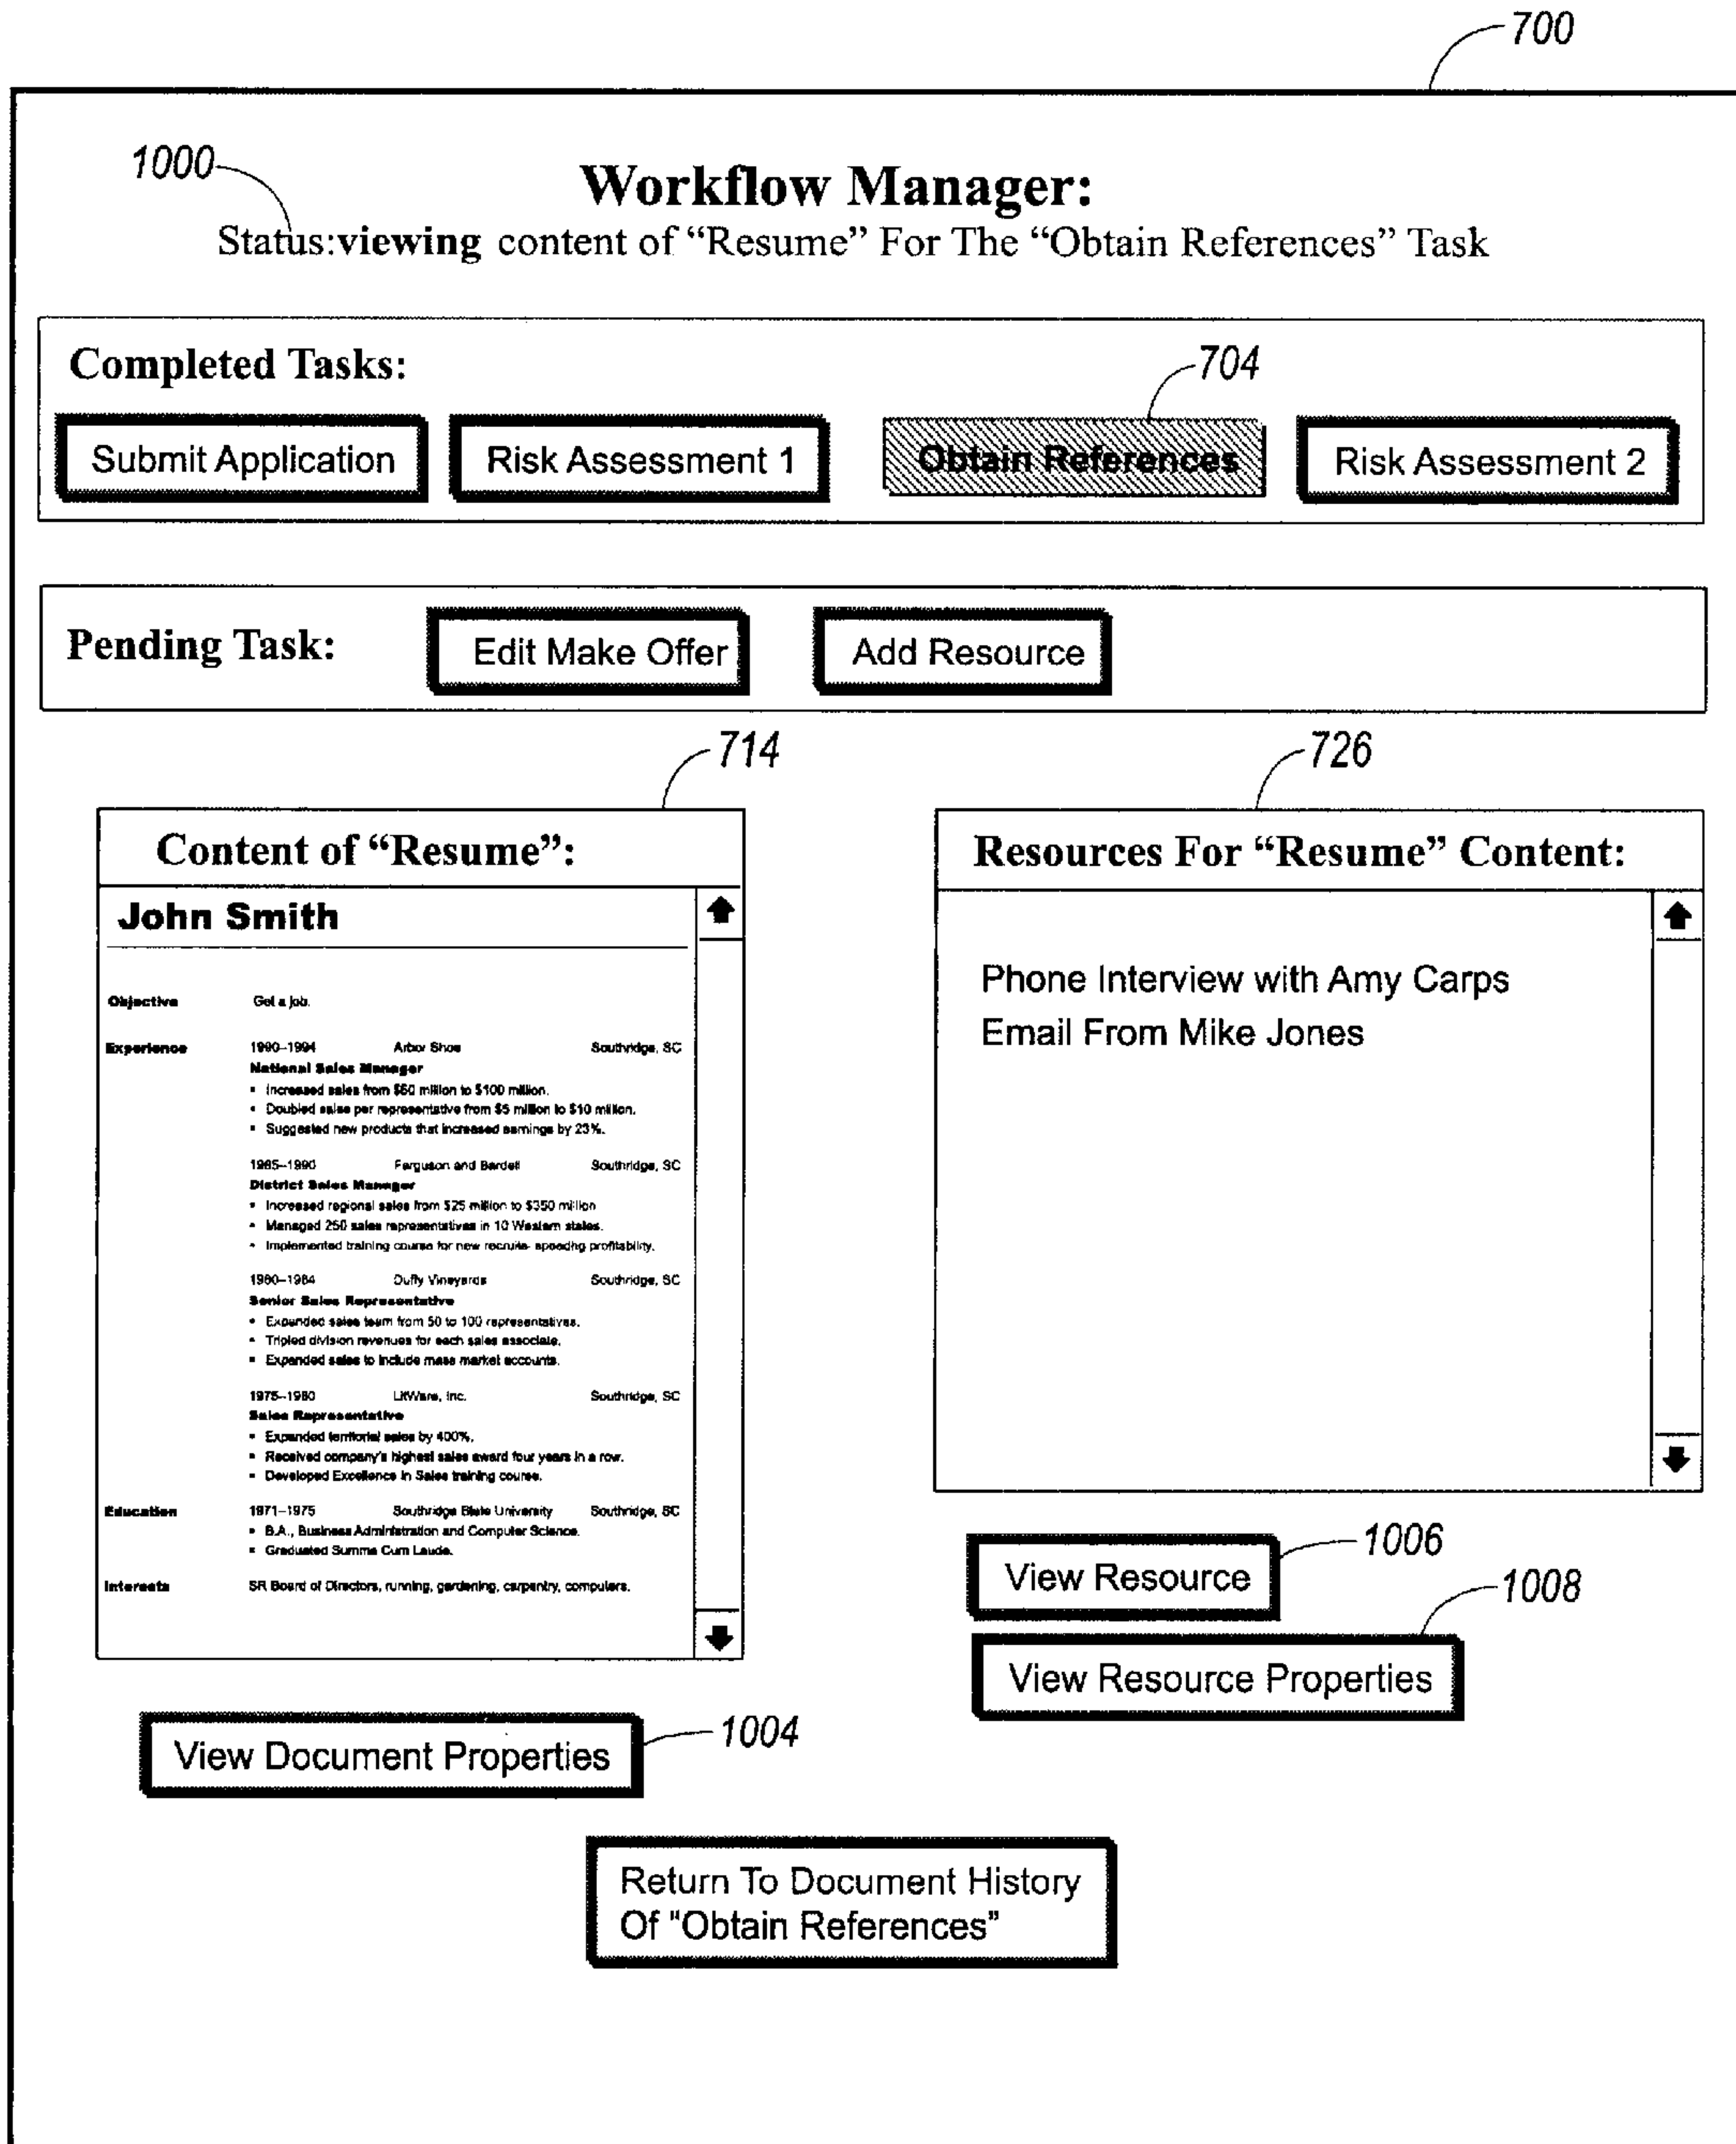 700
1000
Workflow Manager:
Status:viewing content of “Resume” For The “Obtain References” Task
Completed Tasks:
704
Submit Application
Risk Assessment 1
Obtain References
Risk Assessment 2
Pending Task:
Edit Make Offer
Add Resource
714
726
Content of “Resume”:
John Smith
Objective Get a job.
Experience 1990–1994 Arbor Shoe Southridge, SC
National Sales Manager
▪ Increased sales from $50 million to $100 million.
▪ Doubled sales per representative from $5 million to $10 million.
▪ Suggested new products that increased earnings by 23%.
1985–1990 Ferguson and Bardell Southridge, SC
District Sales Manager
▪ Increased regional sales from $25 million to $350 million
▪ Managed 250 sales representatives in 10 Western states.
▪ Implemented training course for new recruits- speeding profitability.
1980–1984 Duffy Vineyards Southridge, SC
Senior Sales Representative
▪ Expanded sales team from 50 to 100 representatives.
▪ Tripled division revenues for each sales associate.
▪ Expanded sales to include mass market accounts.
1975–1980 LitWare, Inc. Southridge, SC
Sales Representative
▪ Expanded territorial sales by 400%.
▪ Received company's highest sales award four years in a row.
▪ Developed Excellence in Sales training course.
Education 1971–1975 Southridge State University Southridge, SC
▪ B.A., Business Administration and Computer Science.
▪ Graduated Summa Cum Laude.
Interests SR Board of Directors, running, gardening, carpentry, computers.
Resources For “Resume” Content:
Phone Interview with Amy Carps
Email From Mike Jones
View Resource
1006
View Resource Properties
1008
View Document Properties
1004
Return To Document History
Of "Obtain References"